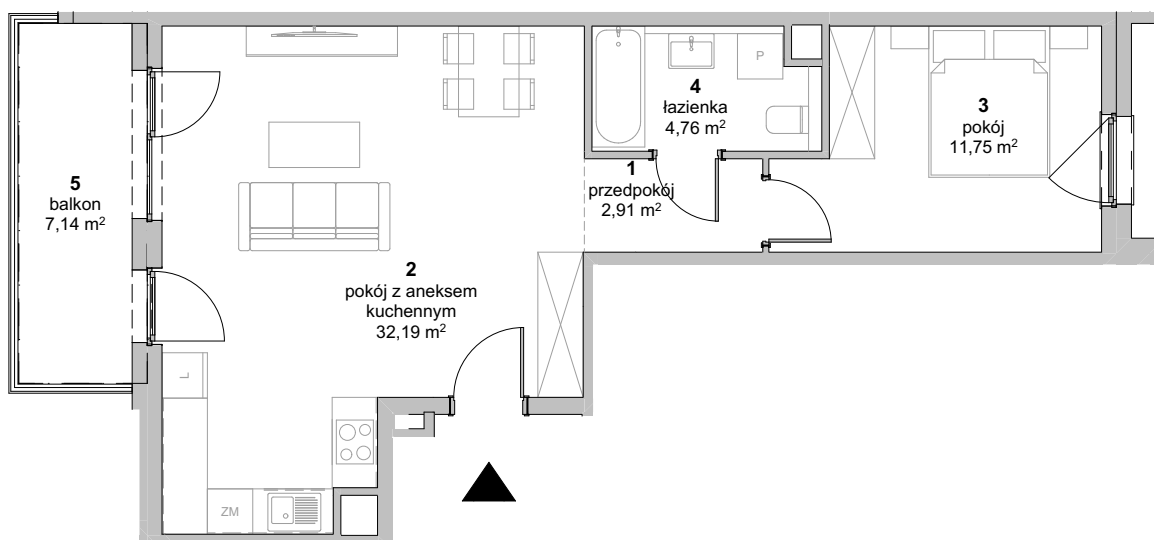 5
balkon
7,14 m²
2
pokój z aneksem
kuchennym
32,19 m²
1
przedpokój
2,91 m²
4
łazienka
4,76 m²
P
3
pokój
11,75 m²
L
ZM